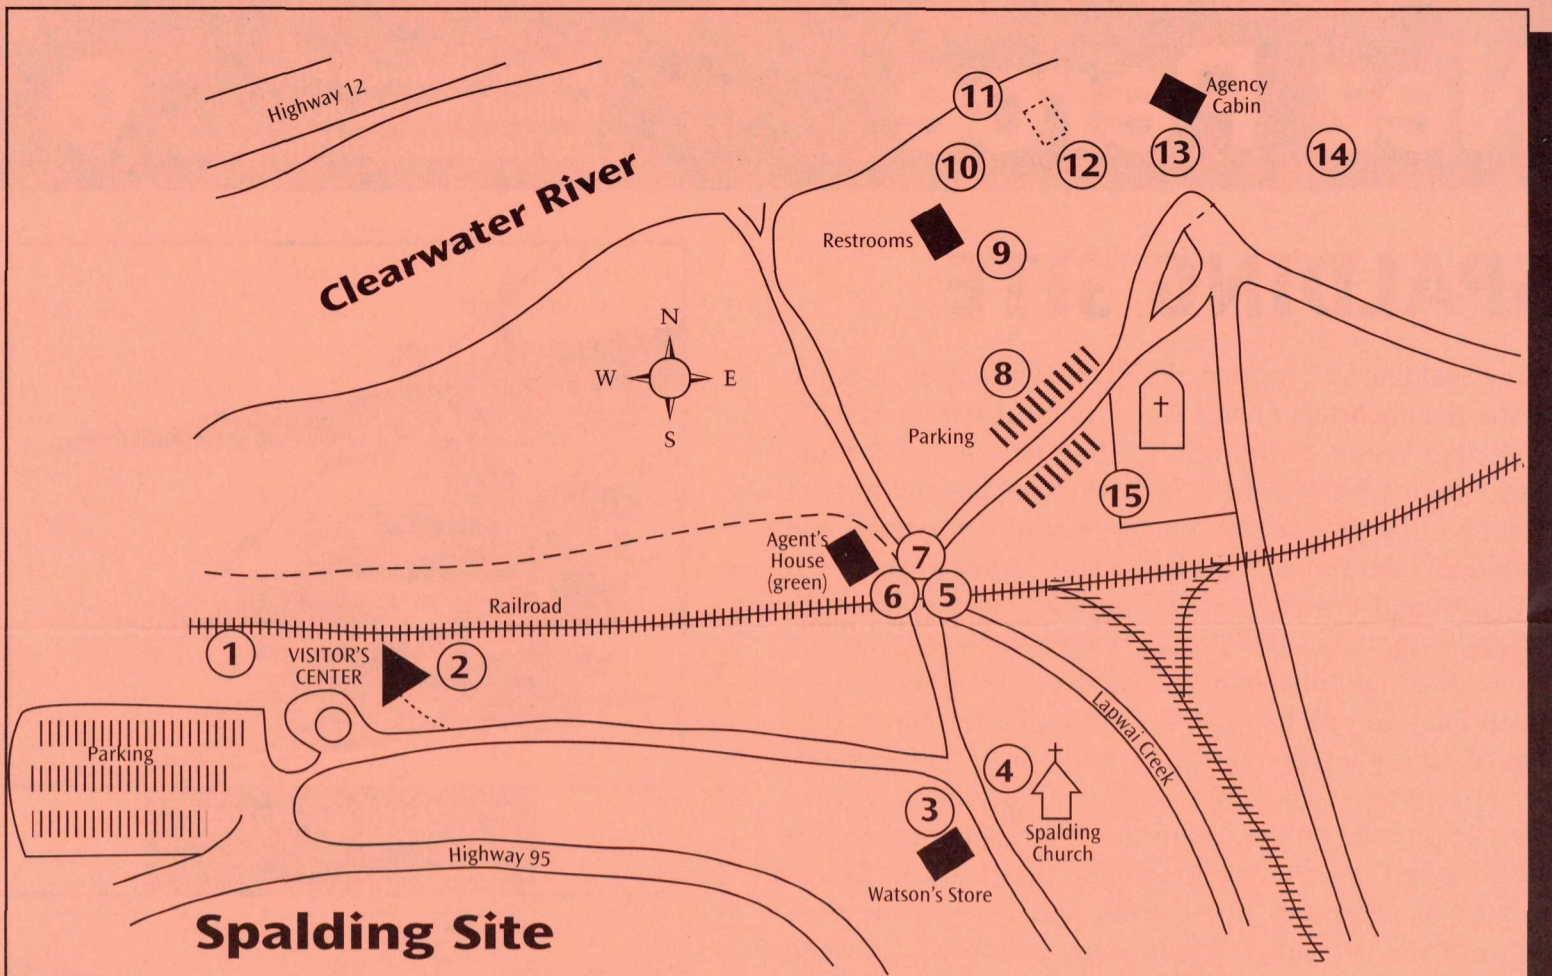 Highway 12
Clearwater River
11
Agency
Cabin
10
12
13
14
Restrooms
9
N
W E
S
8
Parking
15
Agent's
House
(green)
7
6
5
Railroad
1
VISITOR'S
CENTER
2
Lapwai Creek
Parking
4
3
Spalding
Church
Highway 95
Watson's Store
Spalding Site